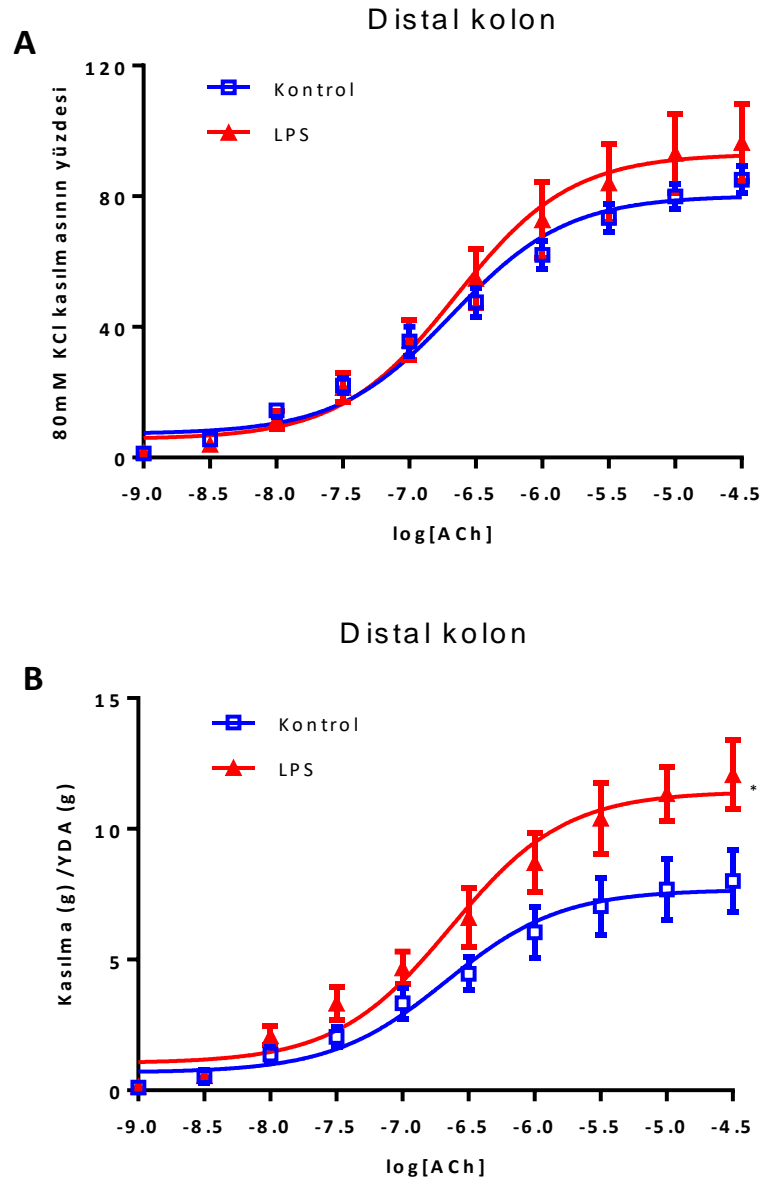 Distal kolon
A
120
80
40
0
80mM KCl kasılmasının yüzdesi
Kontrol
LPS
-9.0 -8.5 -8.0 -7.5 -7.0 -6.5 -6.0 -5.5 -5.0 -4.5
log[ACh]
Distal kolon
B
15
10
5
0
Kasılma (g) /YDA (g)
Kontrol
LPS
*
-9.0 -8.5 -8.0 -7.5 -7.0 -6.5 -6.0 -5.5 -5.0 -4.5
log[ACh]